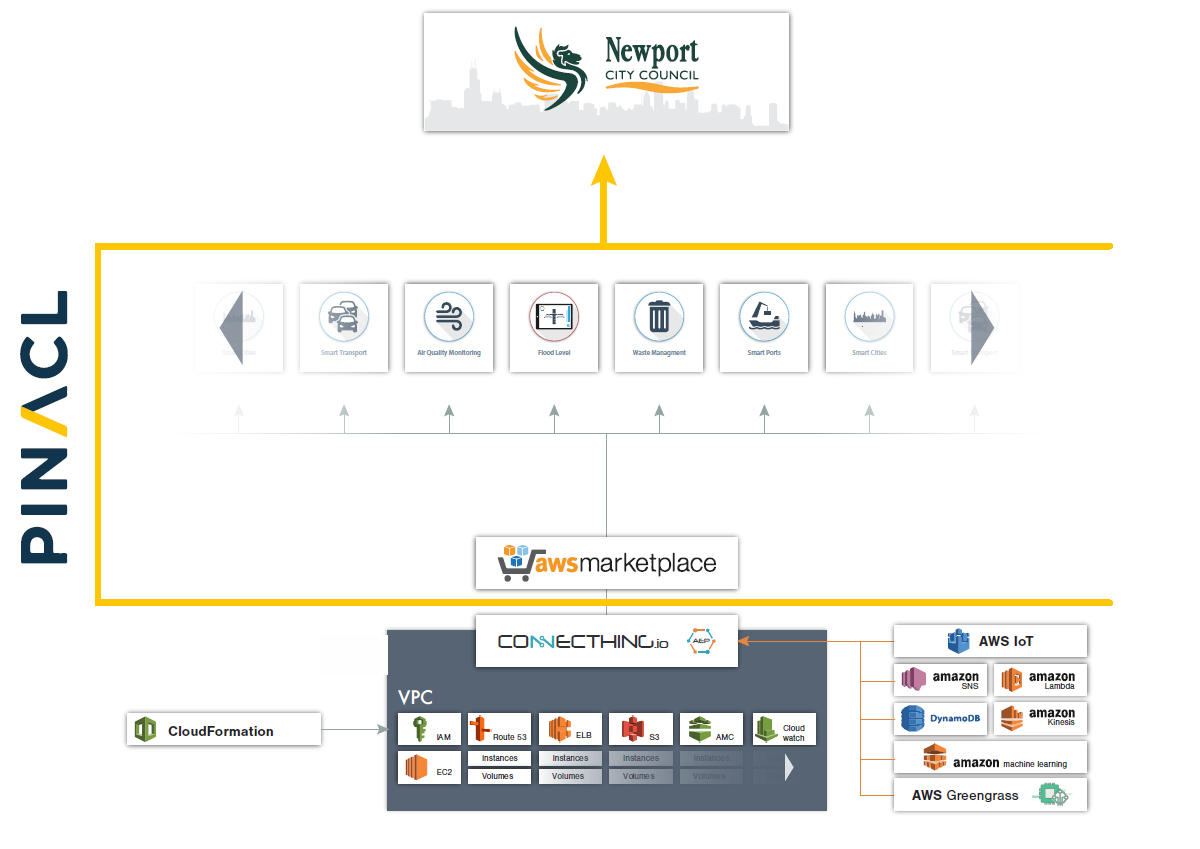 Newport
CITY COUNCIL
PINACL
Smart Transport
Air Quality Monitoring
Flood Level
Waste Managment
Smart Ports
Smart Cities
Smart
awsmarketplace
CONNECTHING.io
AEP
VPC
IAM
Route 53
ELB
S3
AMC
Cloud
watch
EC2
Instances
Instances
Instances
Instances
Volumes
Volumes
Volumes
Volumes
CloudFormation
AWS IoT
amazon
SNS
amazon
Lambda
DynamoDB
amazon
Kinesis
amazon machine learning
AWS Greengrass